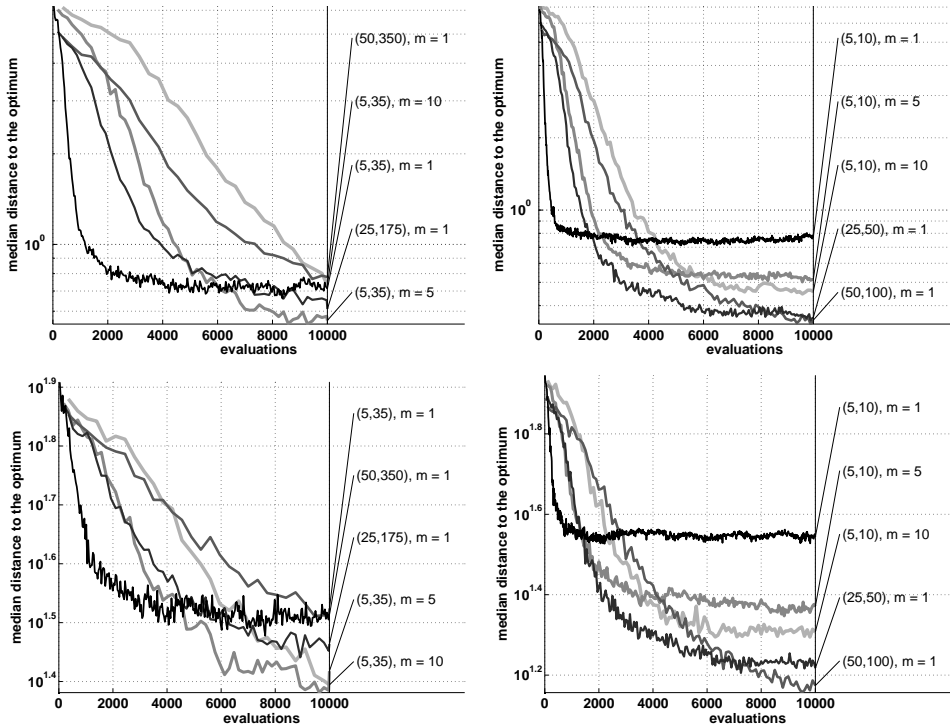 0 2000 4000 6000 8000 10000
10^0
evaluations
median distance to the optimum
(50,350), m = 1
(5,35), m = 10
(5,35), m = 1
(25,175), m = 1
(5,35), m = 5
0 2000 4000 6000 8000 10000
10^0
evaluations
median distance to the optimum
(5,10), m = 1
(5,10), m = 5
(5,10), m = 10
(25,50), m = 1
(50,100), m = 1
0 2000 4000 6000 8000 10000
10^1.4
10^1.5
10^1.6
10^1.7
10^1.8
10^1.9
evaluations
median distance to the optimum
(5,35), m = 1
(50,350), m = 1
(25,175), m = 1
(5,35), m = 5
(5,35), m = 10
0 2000 4000 6000 8000 10000
10^1.2
10^1.4
10^1.6
10^1.8
evaluations
median distance to the optimum
(5,10), m = 1
(5,10), m = 5
(5,10), m = 10
(25,50), m = 1
(50,100), m = 1